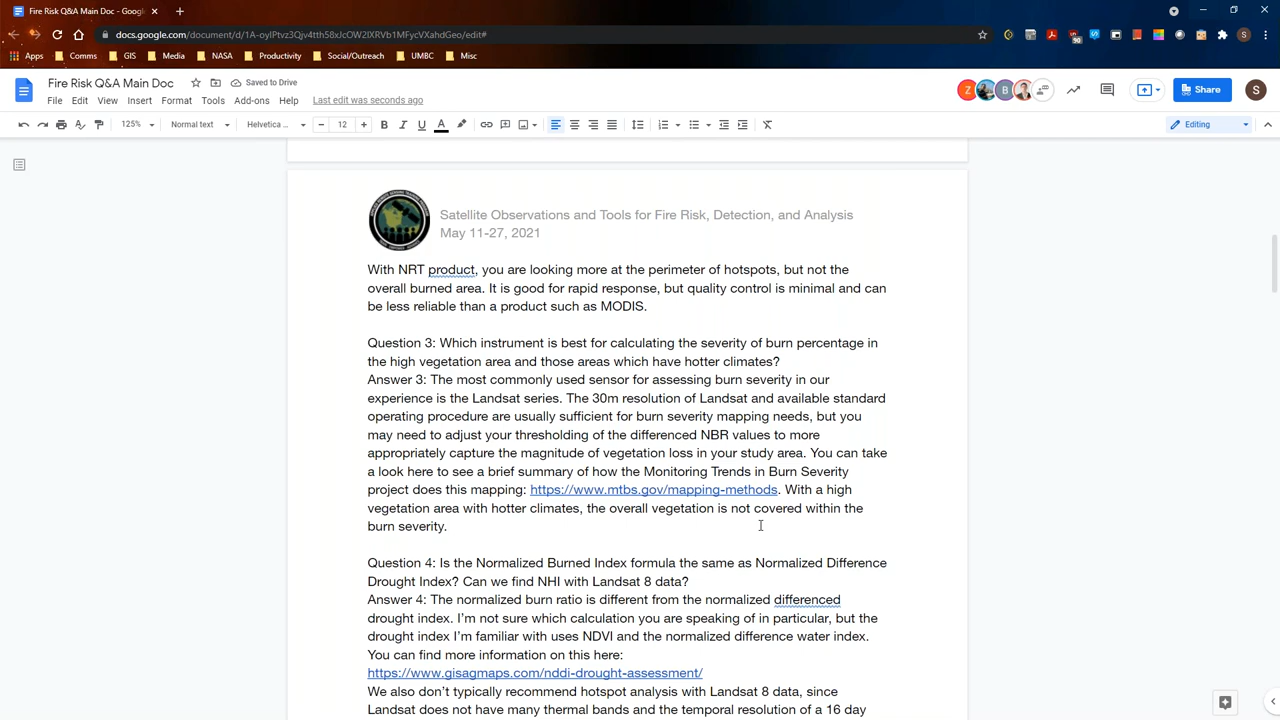 Fire Risk Q&A Main Doc - Googl
docs.google.com/document/d/1A-oyIPtvz3Qjv4tth58xJcOW2IXRVb1MFycVXahdGeo/edit#
Apps Comms GIS Media NASA Productivity Social/Outreach UMBC Misc
Fire Risk Q&A Main Doc Saved to Drive
File Edit View Insert Format Tools Add-ons Help Last edit was seconds ago
Z B Share S
125% Normal text Helvetica ... 12 B I U A Editing
Satellite Observations and Tools for Fire Risk, Detection, and Analysis
May 11-27, 2021
With NRT product, you are looking more at the perimeter of hotspots, but not the
overall burned area. It is good for rapid response, but quality control is minimal and can
be less reliable than a product such as MODIS.
Question 3: Which instrument is best for calculating the severity of burn percentage in
the high vegetation area and those areas which have hotter climates?
Answer 3: The most commonly used sensor for assessing burn severity in our
experience is the Landsat series. The 30m resolution of Landsat and available standard
operating procedure are usually sufficient for burn severity mapping needs, but you
may need to adjust your thresholding of the differenced NBR values to more
appropriately capture the magnitude of vegetation loss in your study area. You can take
a look here to see a brief summary of how the Monitoring Trends in Burn Severity
project does this mapping: https://www.mtbs.gov/mapping-methods. With a high
vegetation area with hotter climates, the overall vegetation is not covered within the
burn severity.
Question 4: Is the Normalized Burned Index formula the same as Normalized Difference
Drought Index? Can we find NHI with Landsat 8 data?
Answer 4: The normalized burn ratio is different from the normalized differenced
drought index. I'm not sure which calculation you are speaking of in particular, but the
drought index I'm familiar with uses NDVI and the normalized difference water index.
You can find more information on this here:
https://www.gisagmaps.com/nddi-drought-assessment/
We also don't typically recommend hotspot analysis with Landsat 8 data, since
Landsat does not have many thermal bands and the temporal resolution of a 16 day